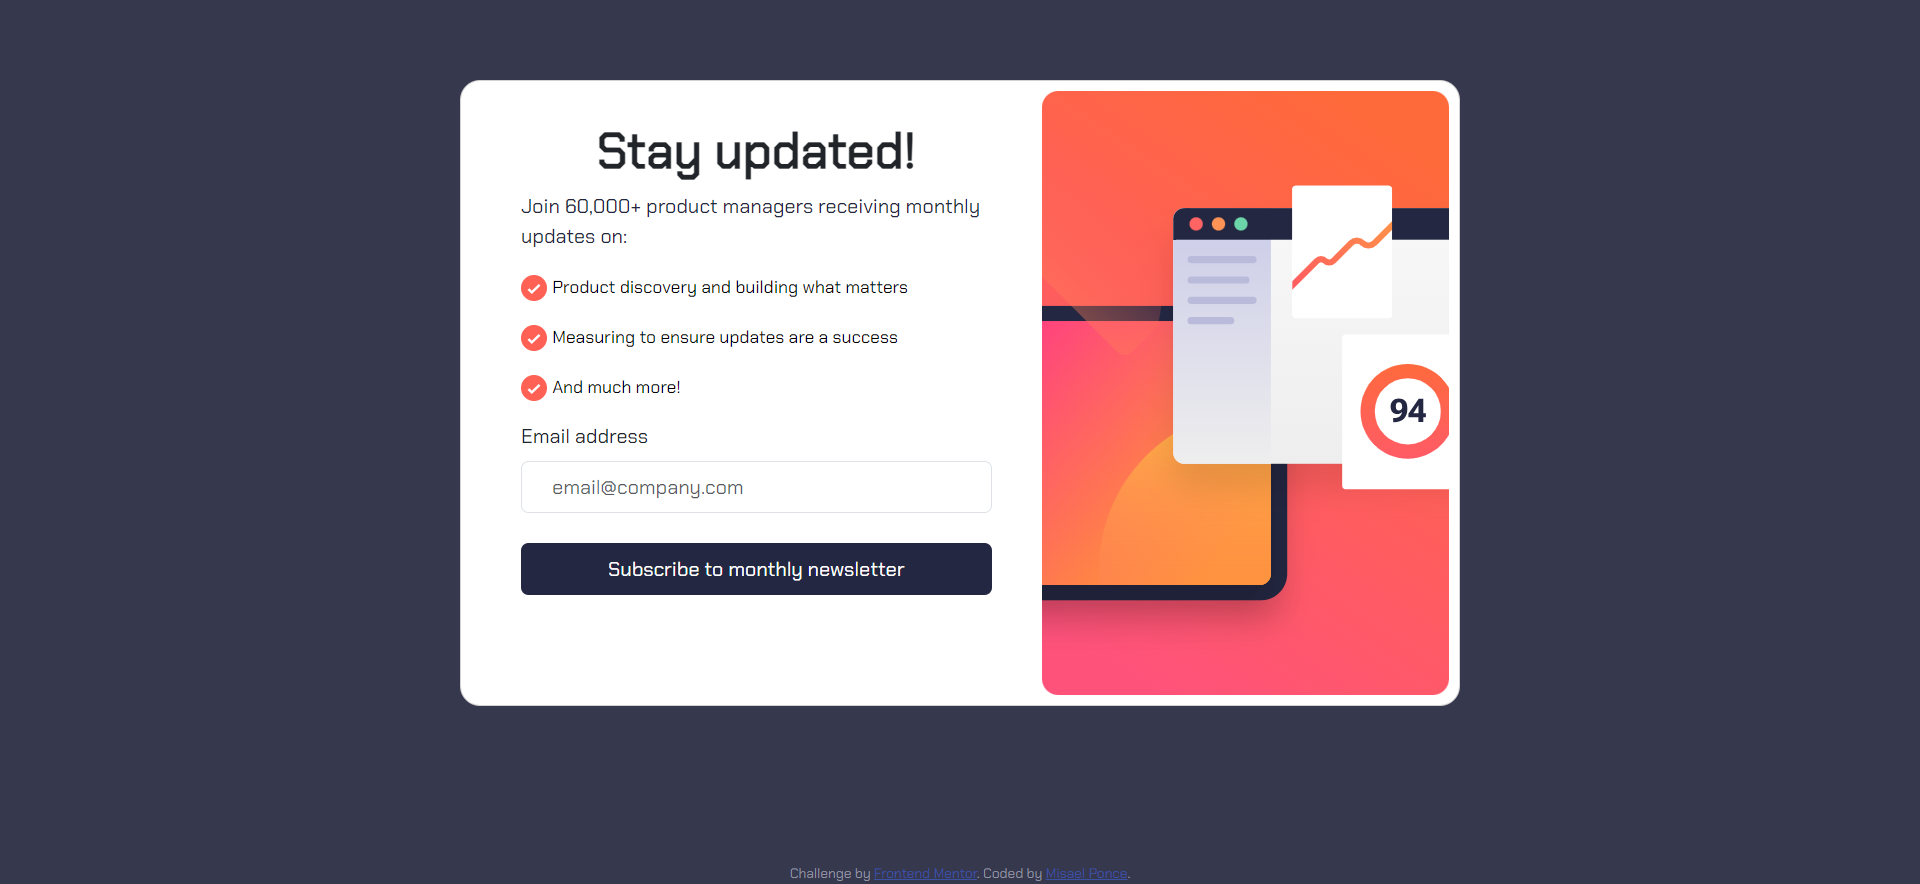 Stay updated!
Join 60,000+ product managers receiving monthly
updates on:
Product discovery and building what matters
Measuring to ensure updates are a success
And much more!
Email address
email@company.com
Subscribe to monthly newsletter
94
Challenge by Frontend Mentor. Coded by Misael Ponce.